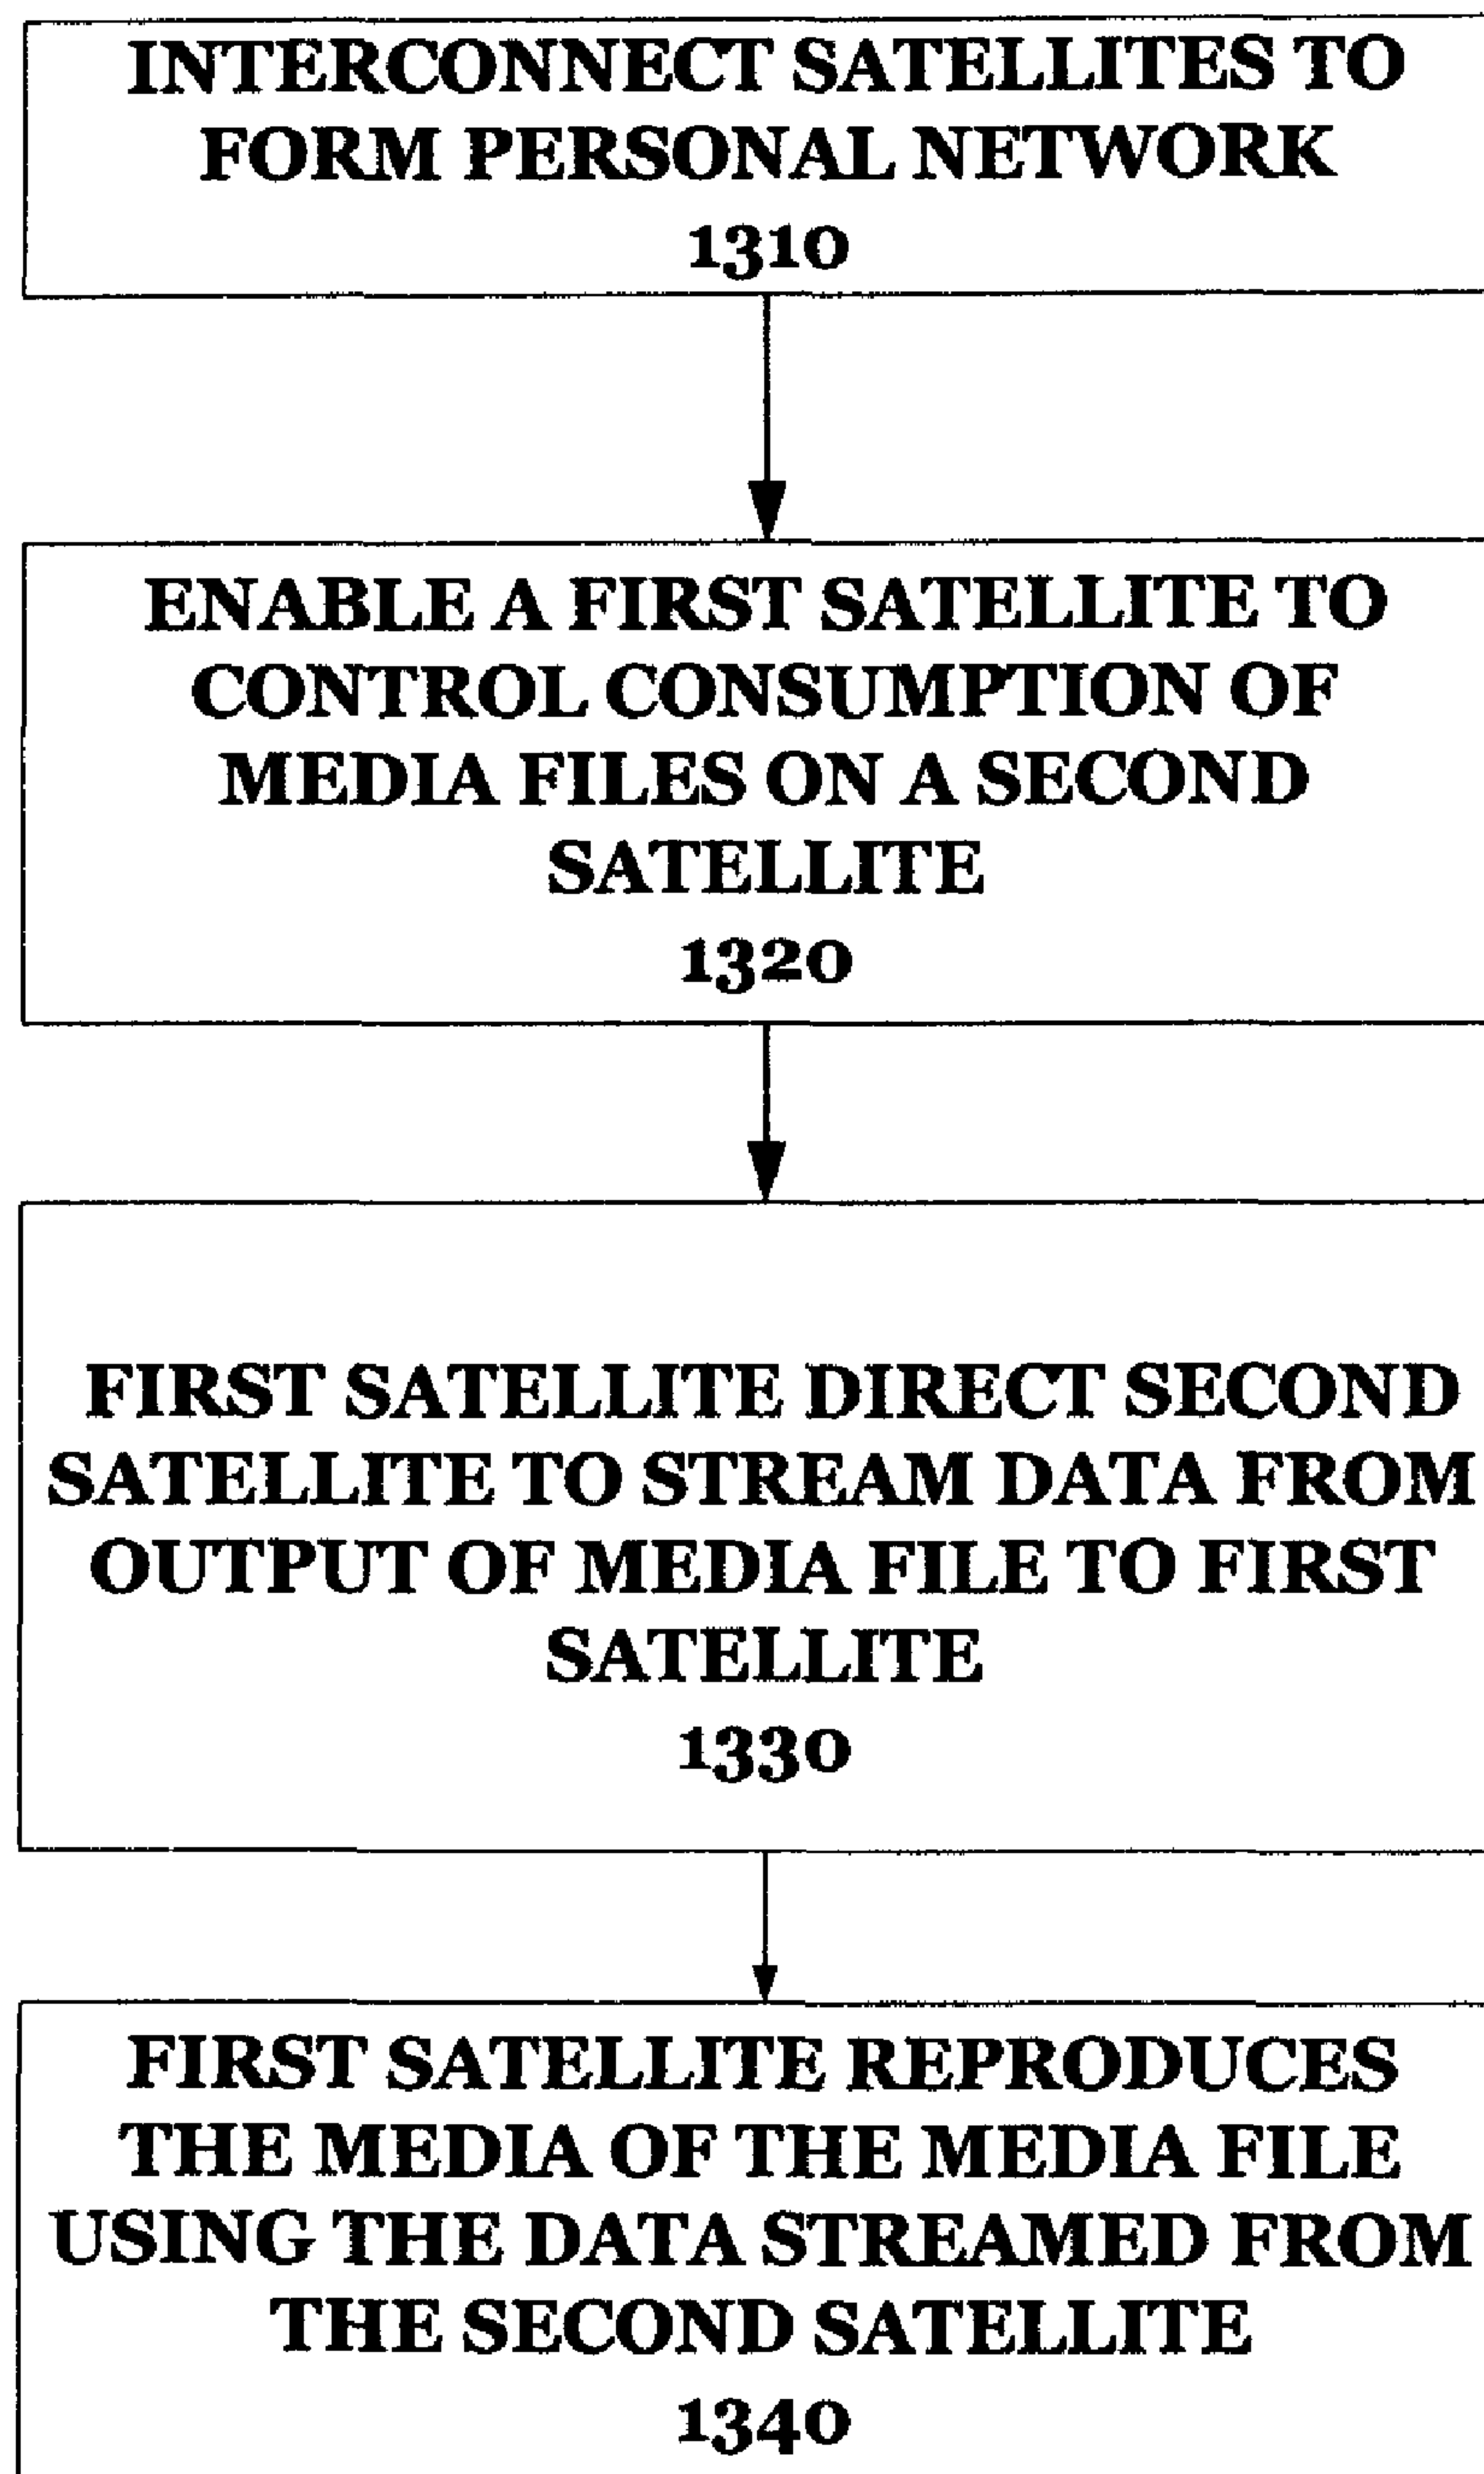 INTERCONNECT SATELLITES TO
FORM PERSONAL NETWORK
1310
ENABLE A FIRST SATELLITE TO
CONTROL CONSUMPTION OF
MEDIA FILES ON A SECOND
SATELLITE
1320
FIRST SATELLITE DIRECT SECOND
SATELLITE TO STREAM DATA FROM
OUTPUT OF MEDIA FILE TO FIRST
SATELLITE
1330
FIRST SATELLITE REPRODUCES
THE MEDIA OF THE MEDIA FILE
USING THE DATA STREAMED FROM
THE SECOND SATELLITE
1340